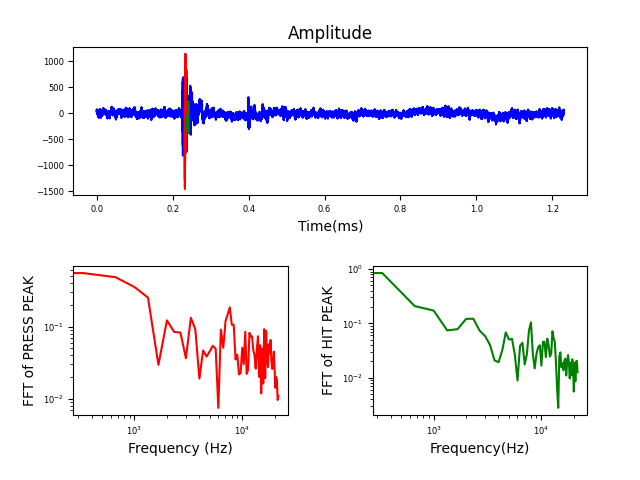 Amplitude
1000
500
0
−500
−1000
−1500
0.0 0.2 0.4 0.6 0.8 1.0 1.2
Time(ms)
FFT of PRESS PEAK
10⁻¹
10⁻²
10³ 10⁴
Frequency (Hz)
FFT of HIT PEAK
10⁰
10⁻¹
10⁻²
10³ 10⁴
Frequency(Hz)